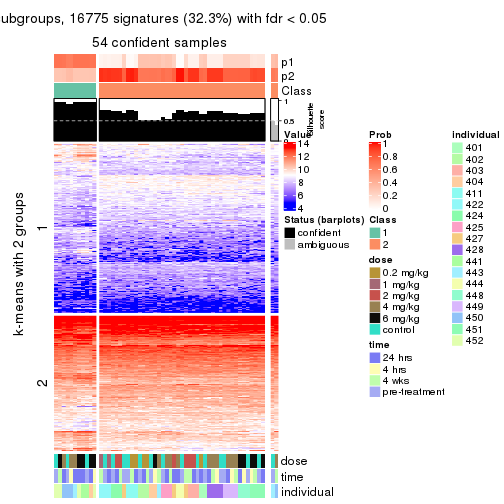 ubgroups, 16775 signatures (32.3%) with fdr < 0.05
54 confident samples
p1
p2
Class
1
0.5
0
Silhouette
score
k-means with 2 groups
1
2
dose
time
individual
Value
14
12
10
8
6
4
Status (barplots)
confident
ambiguous
Prob
1
0.8
0.6
0.4
0.2
0
Class
1
2
dose
0.2 mg/kg
1 mg/kg
2 mg/kg
4 mg/kg
6 mg/kg
control
time
24 hrs
4 hrs
4 wks
pre-treatment
individual
401
402
403
404
411
422
424
425
427
428
441
443
444
448
449
450
451
452